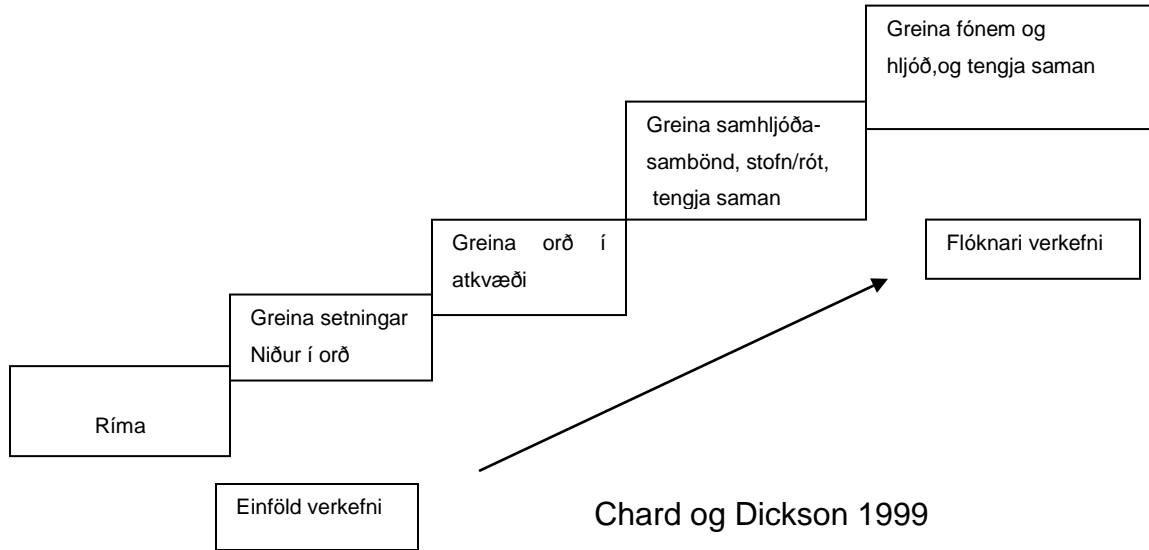 Greina fónem og
hljóð,og tengja saman
Greina samhljóða-
sambönd, stofn/rót,
tengja saman
Greina orð í
atkvæði
Flóknari verkefni
Greina setningar
Niður í orð
Ríma
Einföld verkefni
Chard og Dickson 1999